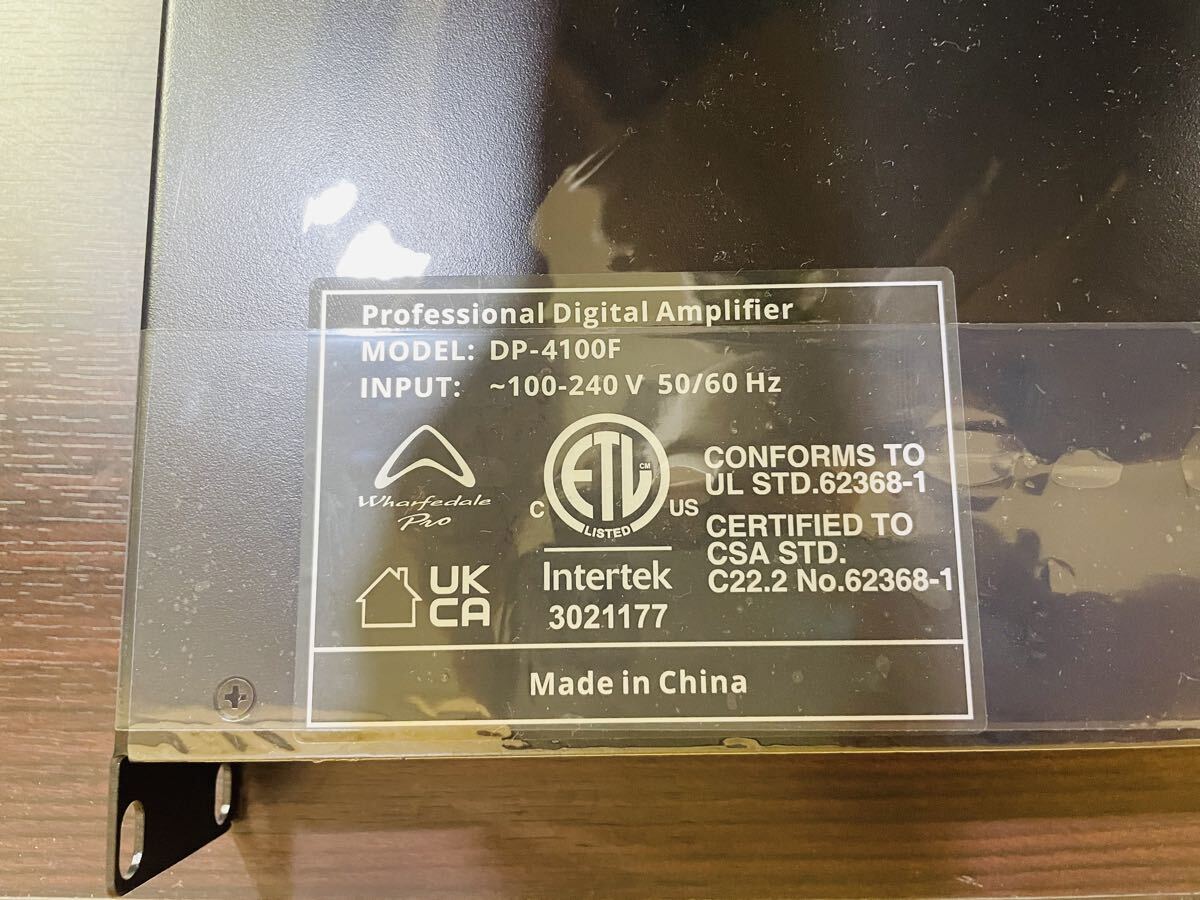 Professional Digital Amplifier
MODEL: DP-4100F
INPUT: ~100-240 V 50/60 Hz
Wharfedale
Pro
C ETL CM US
LISTED
Intertek
3021177
CONFORMS TO
UL STD.62368-1
CERTIFIED TO
CSA STD.
C22.2 No.62368-1
UK
CA
Made in China